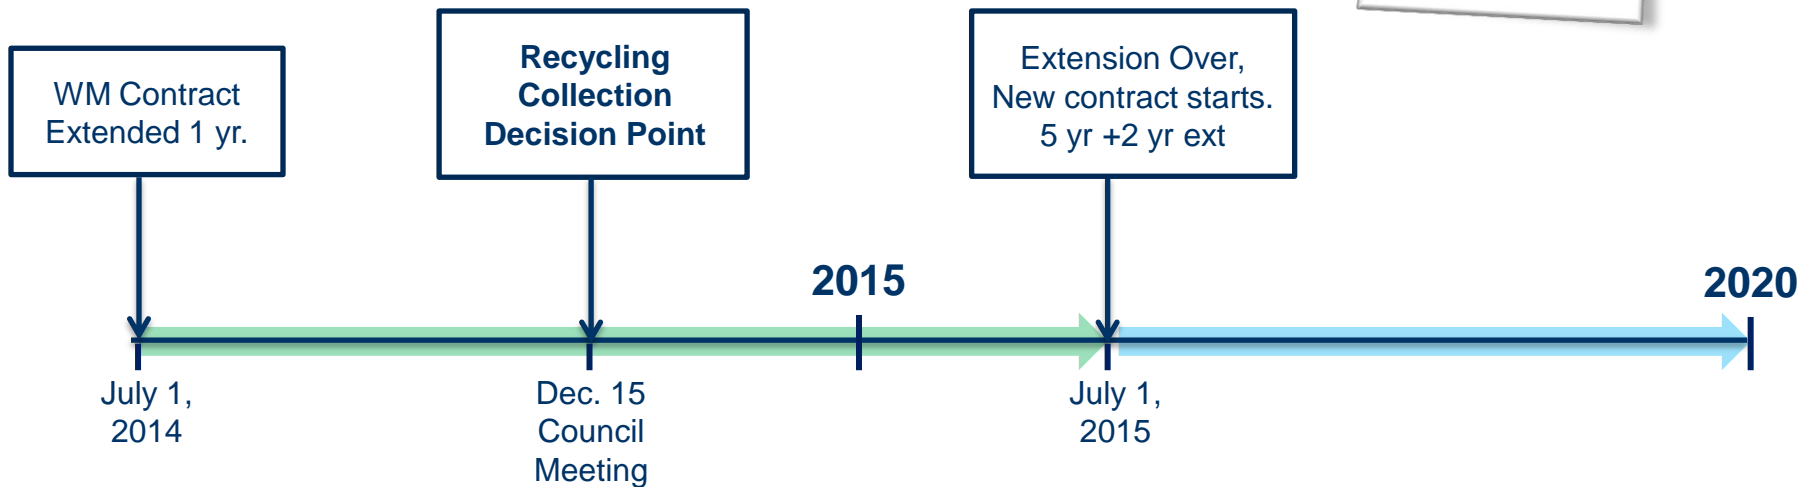 WM Contract
Extended 1 yr.
Recycling
Collection
Decision Point
Extension Over,
New contract starts.
5 yr +2 yr ext
2015
2020
July 1,
2014
Dec. 15
Council
Meeting
July 1,
2015